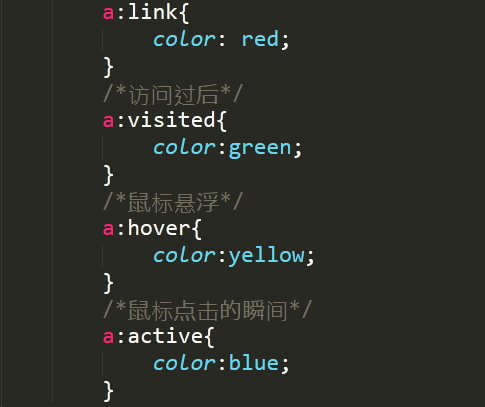 a:link{
color: red;
}
/*访问过后*/
a:visited{
color:green;
}
/*鼠标悬浮*/
a:hover{
color:yellow;
}
/*鼠标点击的瞬间*/
a:active{
color:blue;
}